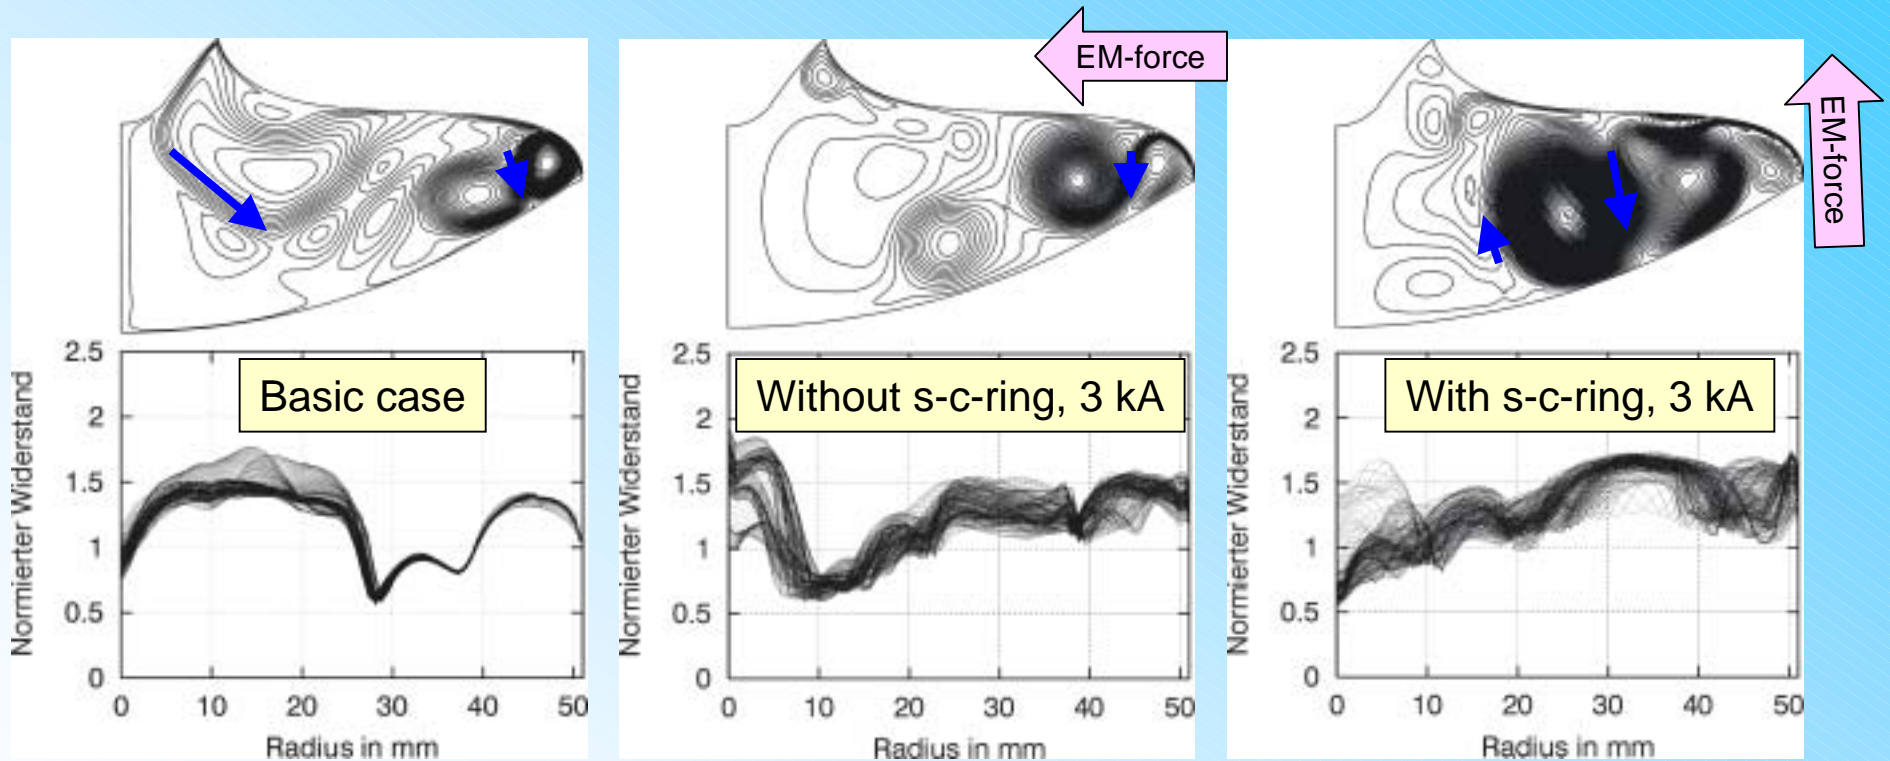 EM-force
EM-force
Basic case
Without s-c-ring, 3 kA
With s-c-ring, 3 kA
Normierter Widerstand
2.5
2
1.5
1
0.5
0
0 10 20 30 40 50
Radius in mm
Normierter Widerstand
2.5
2
1.5
1
0.5
0
0 10 20 30 40 50
Radius in mm
Normierter Widerstand
2.5
2
1.5
1
0.5
0
0 10 20 30 40 50
Radius in mm